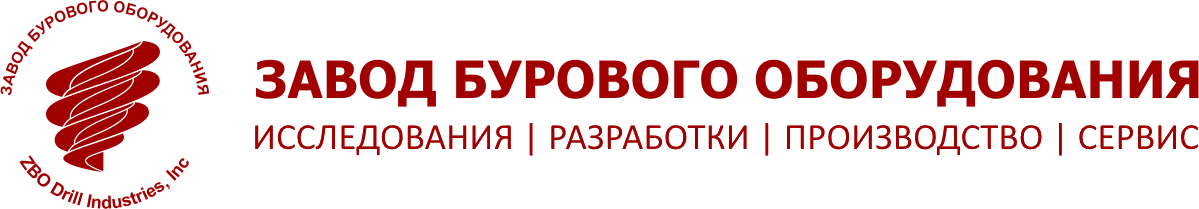 ЗАВОД БУРОВОГО ОБОРУДОВАНИЯ
ZBO Drill Industries, Inc
ЗАВОД БУРОВОГО ОБОРУДОВАНИЯ
ИССЛЕДОВАНИЯ | РАЗРАБОТКИ | ПРОИЗВОДСТВО | СЕРВИС